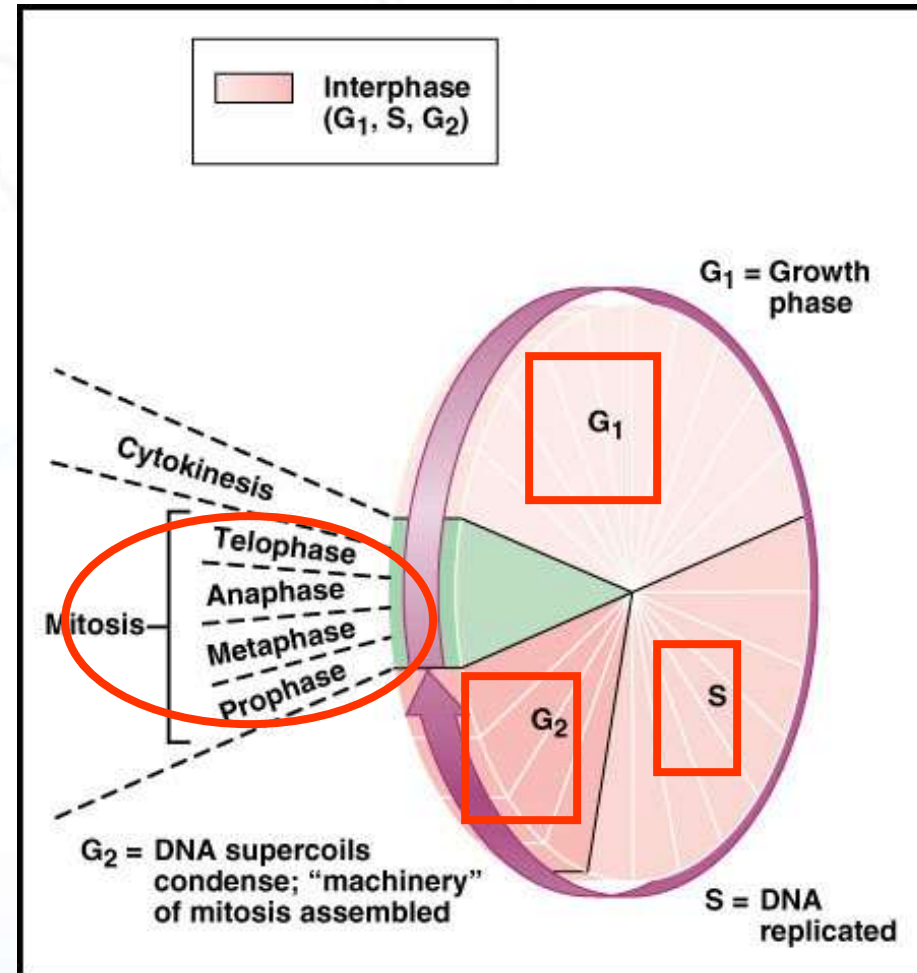 Interphase
(G₁, S, G₂)
G₁ = Growth
phase
G₁
Cytokinesis
Telophase
Anaphase
Mitosis
Metaphase
Prophase
G₂
S
G₂ = DNA supercoils
condense; “machinery”
of mitosis assembled
S = DNA
replicated